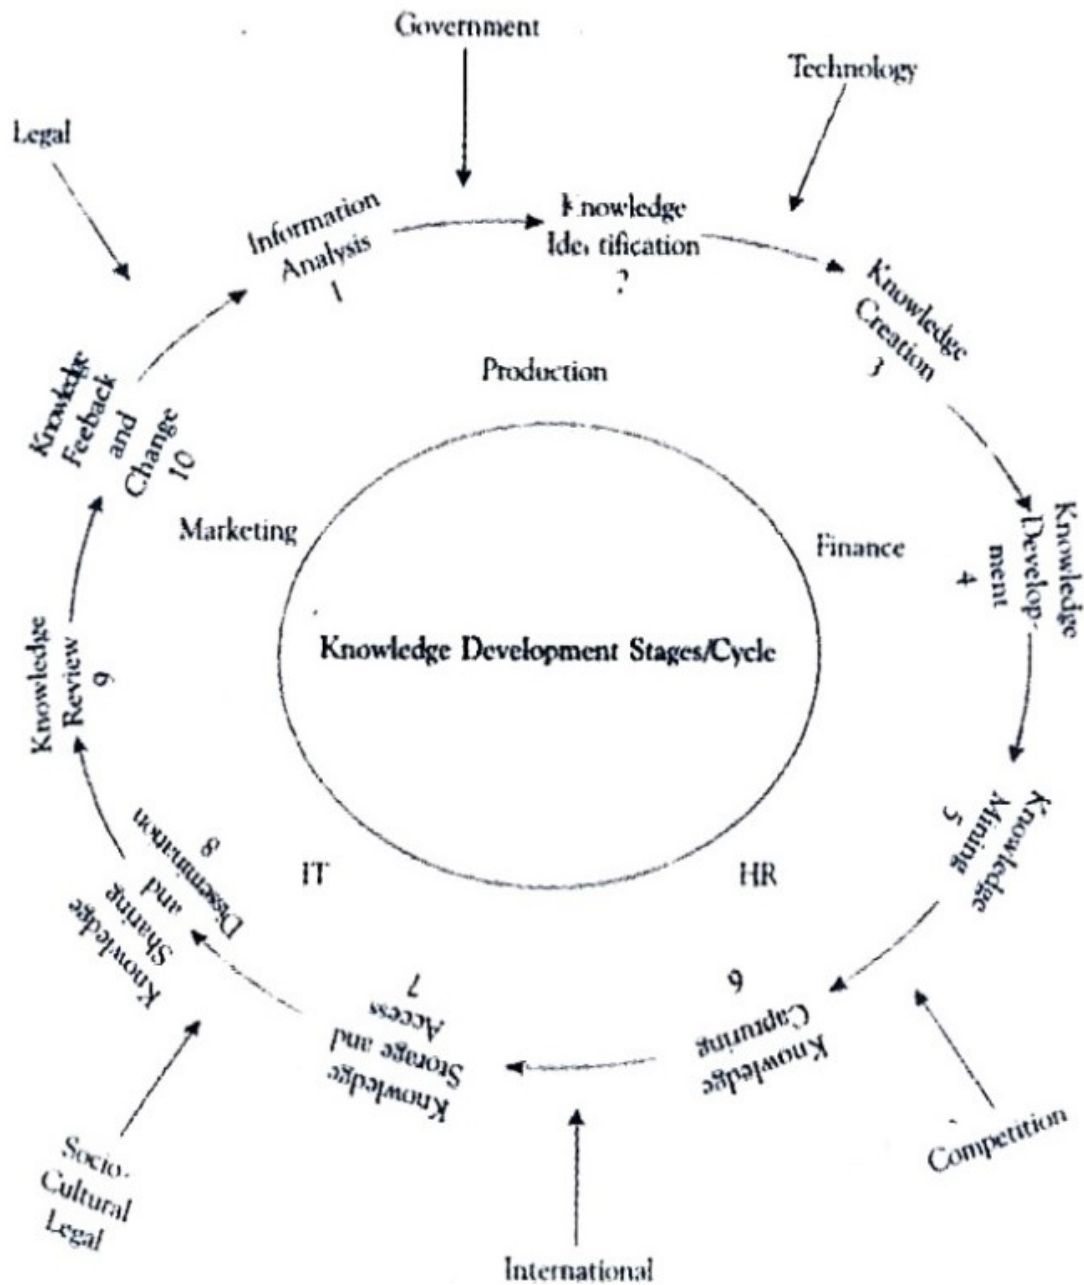 Government
Technology
Legal
Information
Analysis
1
Knowledge
Identification
2
Knowledge
Creation
3
Production
Knowledge
Feeback
and
Change
10
Marketing
Finance
Knowledge
Develop-
ment
4
Knowledge Development Stages/Cycle
Knowledge
Review
9
Knowledge
Mining
5
IT
HR
Knowledge
Sharing
and
Dissemination
8
Knowledge
Storage and
Access
7
Knowledge
Capturing
6
Socio-
Cultural
Legal
Competition
International